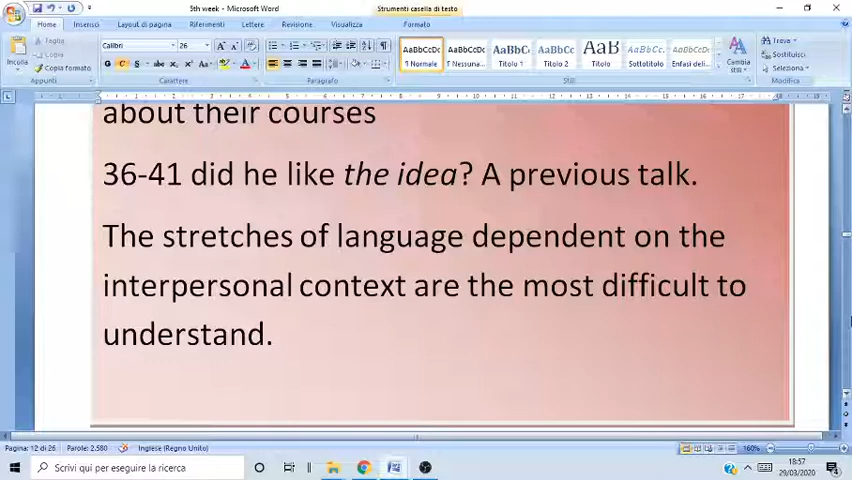 5th week - Microsoft Word
Strumenti casella di testo
Home Inserisci Layout di pagina Riferimenti Lettere Revisione Visualizza Formato
Incolla
Taglia
Copia
Copia formato
Calibri 26
AaBbCcDc AaBbCcDc AaBbC AaBbCc AaB AaBbCc. AaBbCcDc
¶ Normale ¶ Nessuna... Titolo 1 Titolo 2 Titolo Sottotitolo Enfasi deli...
Cambia stili
Trova
Sostituisci
Seleziona
Appunti Carattere Paragrafo Stili Modifica
about their courses
36-41 did he like the idea? A previous talk.
The stretches of language dependent on the
interpersonal context are the most difficult to
understand.
Pagina: 12 di 26 Parole: 2.580 Inglese (Regno Unito) 160%
Scrivi qui per eseguire la ricerca
18:57
29/03/2020